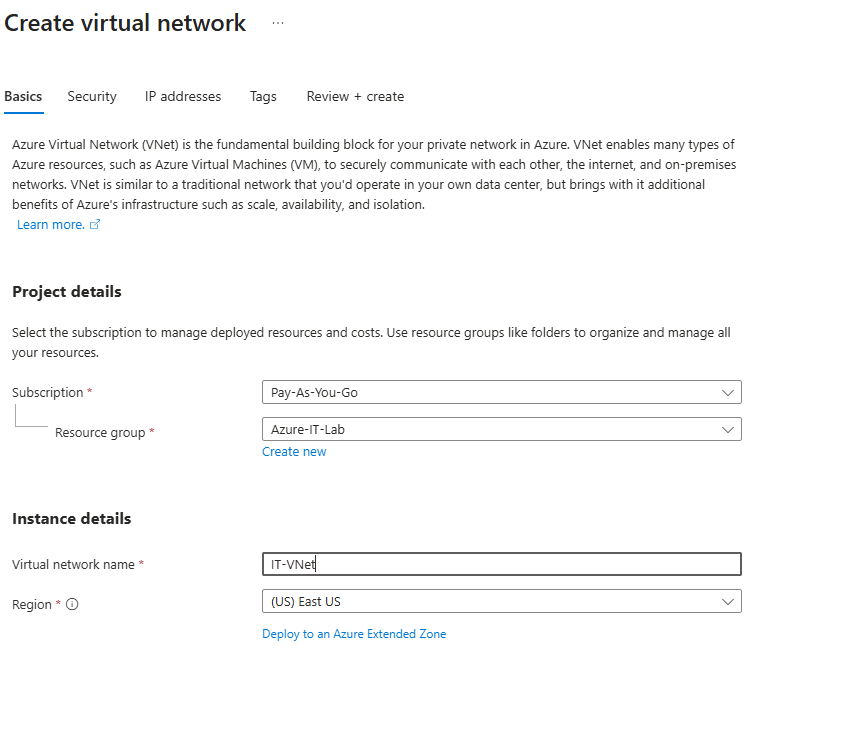 Create virtual network ...
Basics Security IP addresses Tags Review + create
Azure Virtual Network (VNet) is the fundamental building block for your private network in Azure. VNet enables many types of
Azure resources, such as Azure Virtual Machines (VM), to securely communicate with each other, the internet, and on-premises
networks. VNet is similar to a traditional network that you'd operate in your own data center, but brings with it additional
benefits of Azure's infrastructure such as scale, availability, and isolation.
Learn more.
Project details
Select the subscription to manage deployed resources and costs. Use resource groups like folders to organize and manage all
your resources.
Subscription * Pay-As-You-Go
Resource group * Azure-IT-Lab
Create new
Instance details
Virtual network name * IT-VNet
Region * (US) East US
Deploy to an Azure Extended Zone